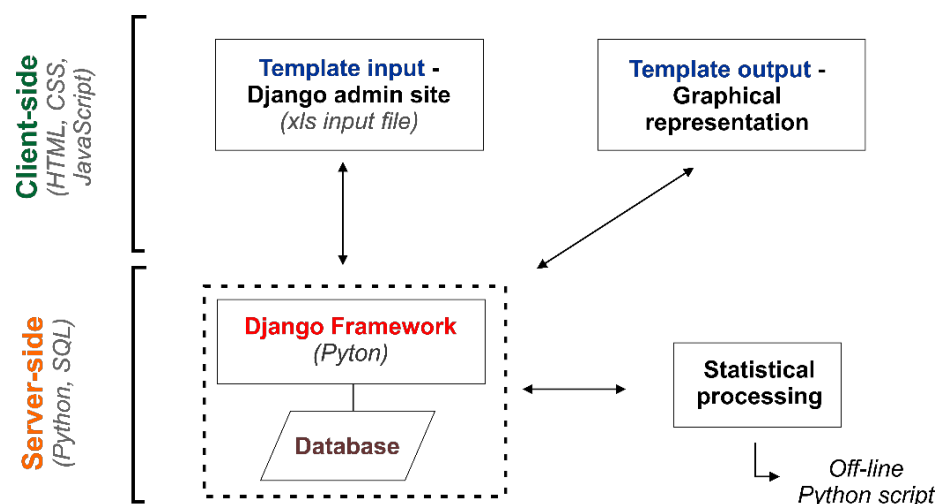 Client-side
(HTML, CSS,
JavaScript)
Template input -
Django admin site
(xls input file)
Template output -
Graphical
representation
Server-side
(Python, SQL)
Django Framework
(Pyton)
Database
Statistical
processing
Off-line
Python script